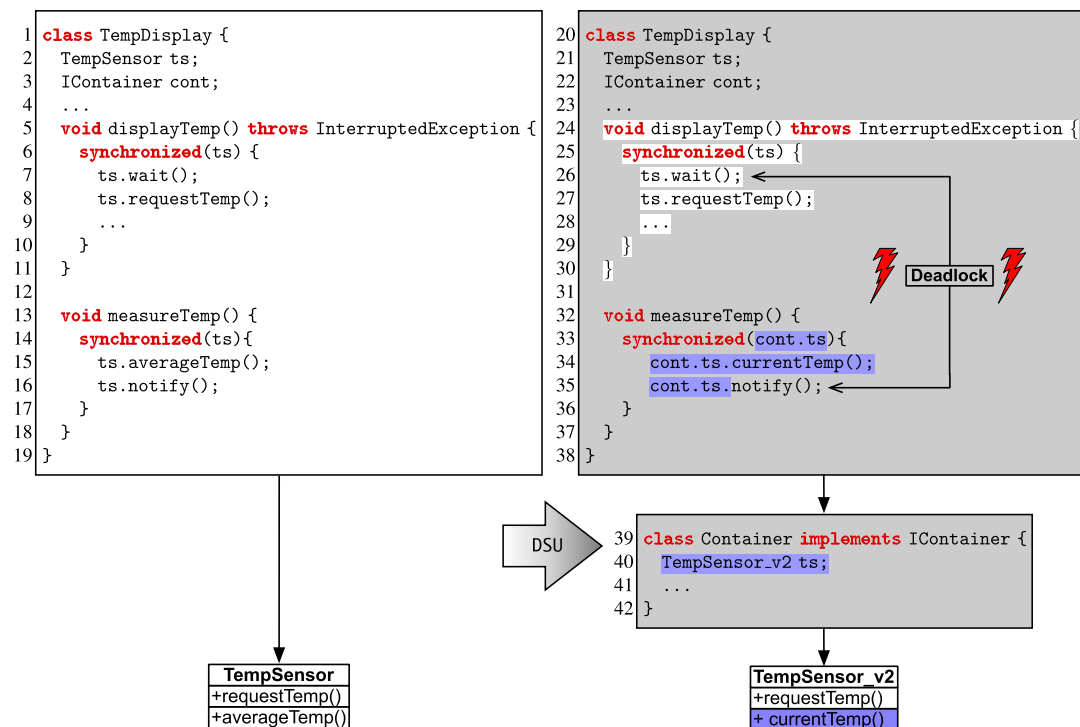 1 class TempDisplay {
2 TempSensor ts;
3 IContainer cont;
4 ...
5 void displayTemp() throws InterruptedException {
6 synchronized(ts) {
7 ts.wait();
8 ts.requestTemp();
9 ...
10 }
11 }
12
13 void measureTemp() {
14 synchronized(ts){
15 ts.averageTemp();
16 ts.notify();
17 }
18 }
19 }
20 class TempDisplay {
21 TempSensor ts;
22 IContainer cont;
23 ...
24 void displayTemp() throws InterruptedException {
25 synchronized(ts) {
26 ts.wait();
27 ts.requestTemp();
28 ...
29 }
30 }
31
32 void measureTemp() {
33 synchronized(cont.ts){
34 cont.ts.currentTemp();
35 cont.ts.notify();
36 }
37 }
38 }
Deadlock
DSU
39 class Container implements IContainer {
40 TempSensor_v2 ts;
41 ...
42 }
TempSensor
+requestTemp()
+averageTemp()
TempSensor_v2
+requestTemp()
+ currentTemp()